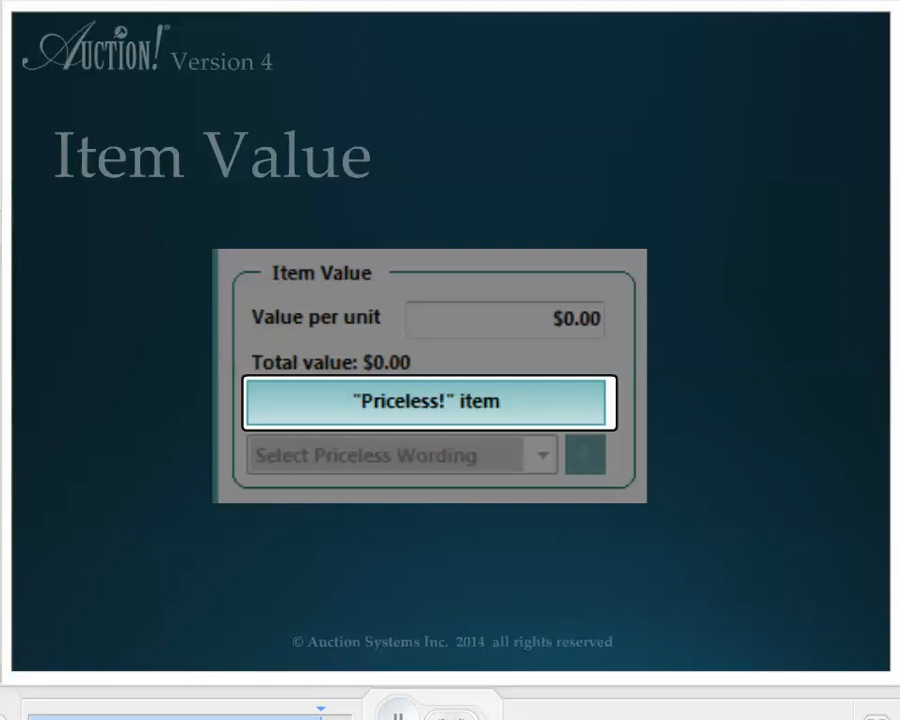 AUCTION! Version 4
Item Value
Item Value
Value per unit $0.00
Total value: $0.00
"Priceless!" item
Select Priceless Wording
© Auction Systems Inc. 2014 all rights reserved